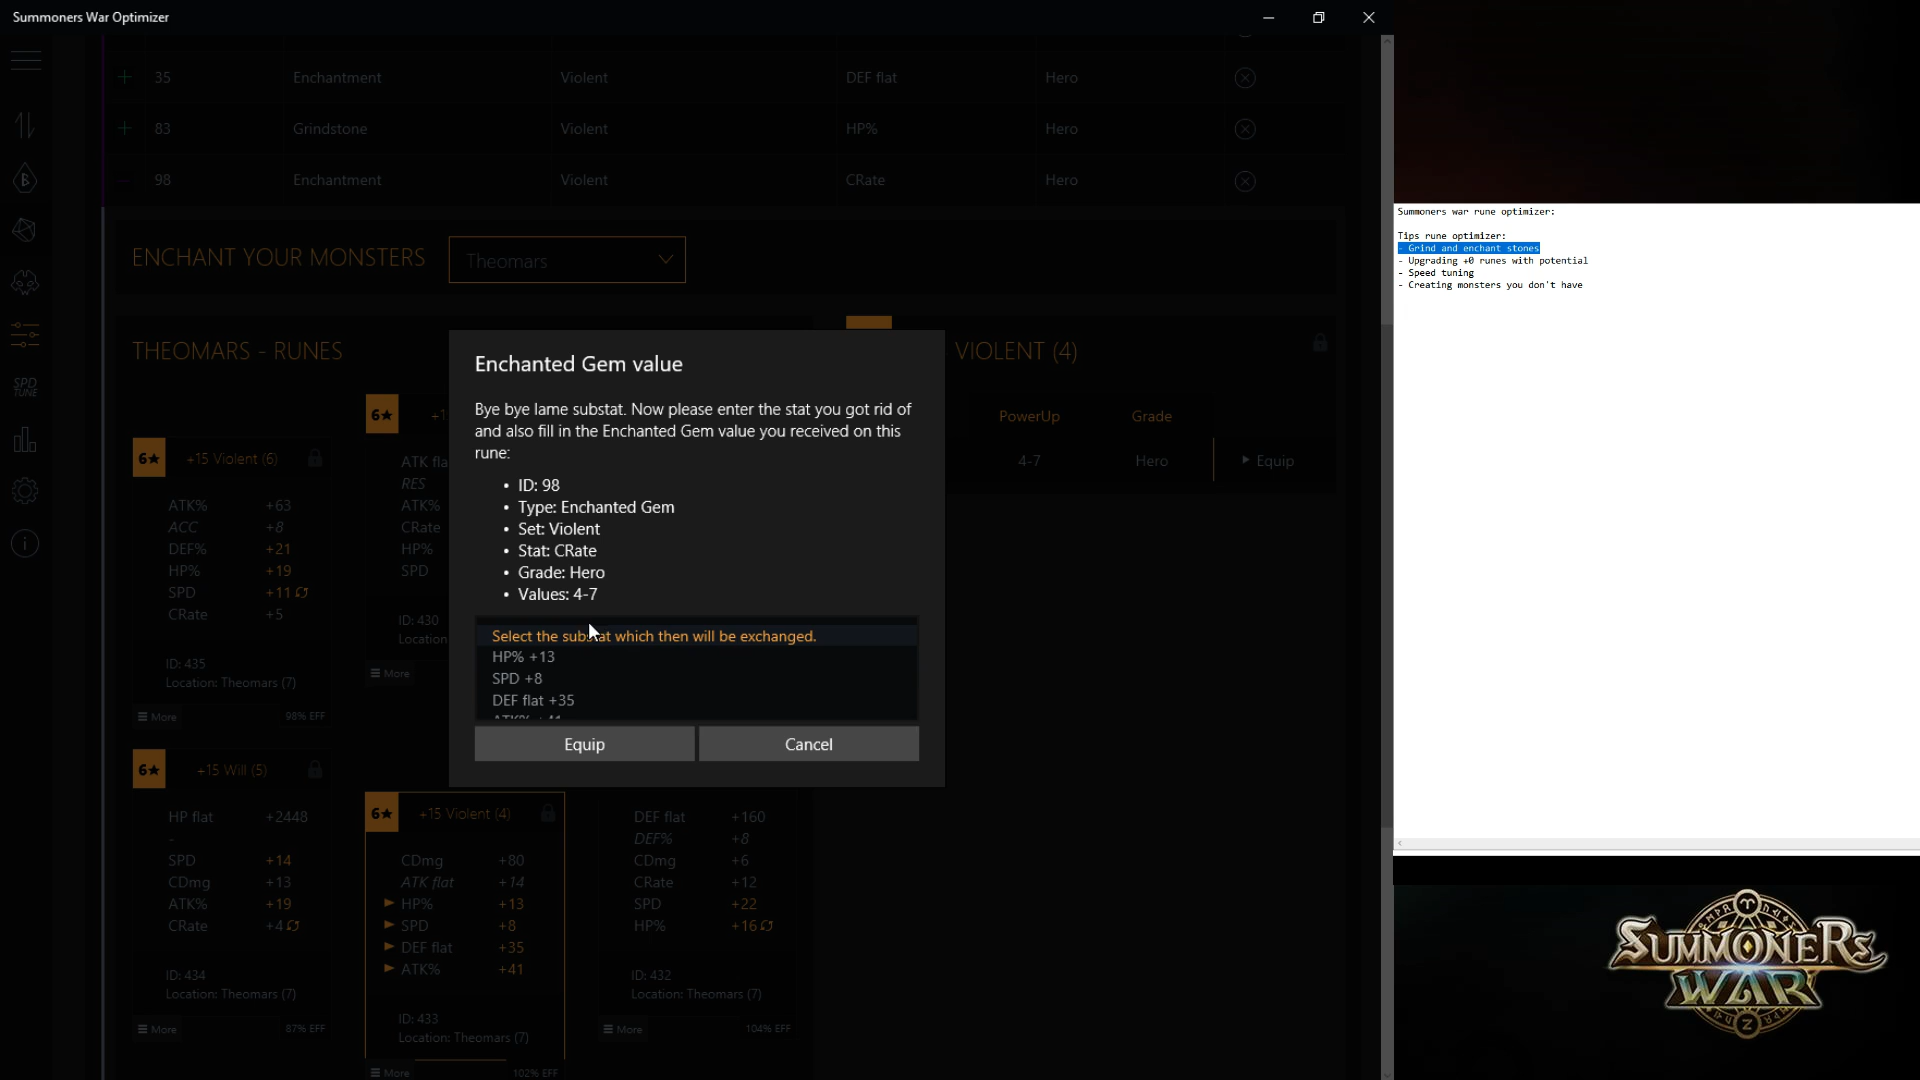 Summoners War Optimizer
+ 35 Enchantment Violent DEF flat Hero
+ 83 Grindstone Violent HP% Hero
- 98 Enchantment Violent CRate Hero
ENCHANT YOUR MONSTERS Theomars
THEOMARS - RUNES
VIOLENT (4)
PowerUp Grade
4-7 Hero Equip
6★ +15 Violent (6)
ATK% +63
ACC +8
DEF% +21
HP% +19
SPD +11
CRate +5
ID: 435
Location: Theomars (7)
More 98% EFF
6★ +1
ATK fla
RES
ATK%
CRate
HP%
SPD
ID: 430
Location
More
Enchanted Gem value
Bye bye lame substat. Now please enter the stat you got rid of
and also fill in the Enchanted Gem value you received on this
rune:
• ID: 98
• Type: Enchanted Gem
• Set: Violent
• Stat: CRate
• Grade: Hero
• Values: 4-7
Select the substat which then will be exchanged.
HP% +13
SPD +8
DEF flat +35
ATK% +41
Equip Cancel
6★ +15 Will (5)
HP flat +2448
-
SPD +14
CDmg +13
ATK% +19
CRate +4
ID: 434
Location: Theomars (7)
More 87% EFF
6★ +15 Violent (4)
CDmg +80
ATK flat +14
HP% +13
SPD +8
DEF flat +35
ATK% +41
ID: 433
Location: Theomars (7)
More 102% EFF
DEF flat +160
DEF% +8
CDmg +6
CRate +12
SPD +22
HP% +16
ID: 432
Location: Theomars (7)
More 104% EFF
SPD
TUNE
Summoners war rune optimizer:
Tips rune optimizer:
- Grind and enchant stones
- Upgrading +0 runes with potential
- Speed tuning
- Creating monsters you don't have
SUMMONERS
WAR